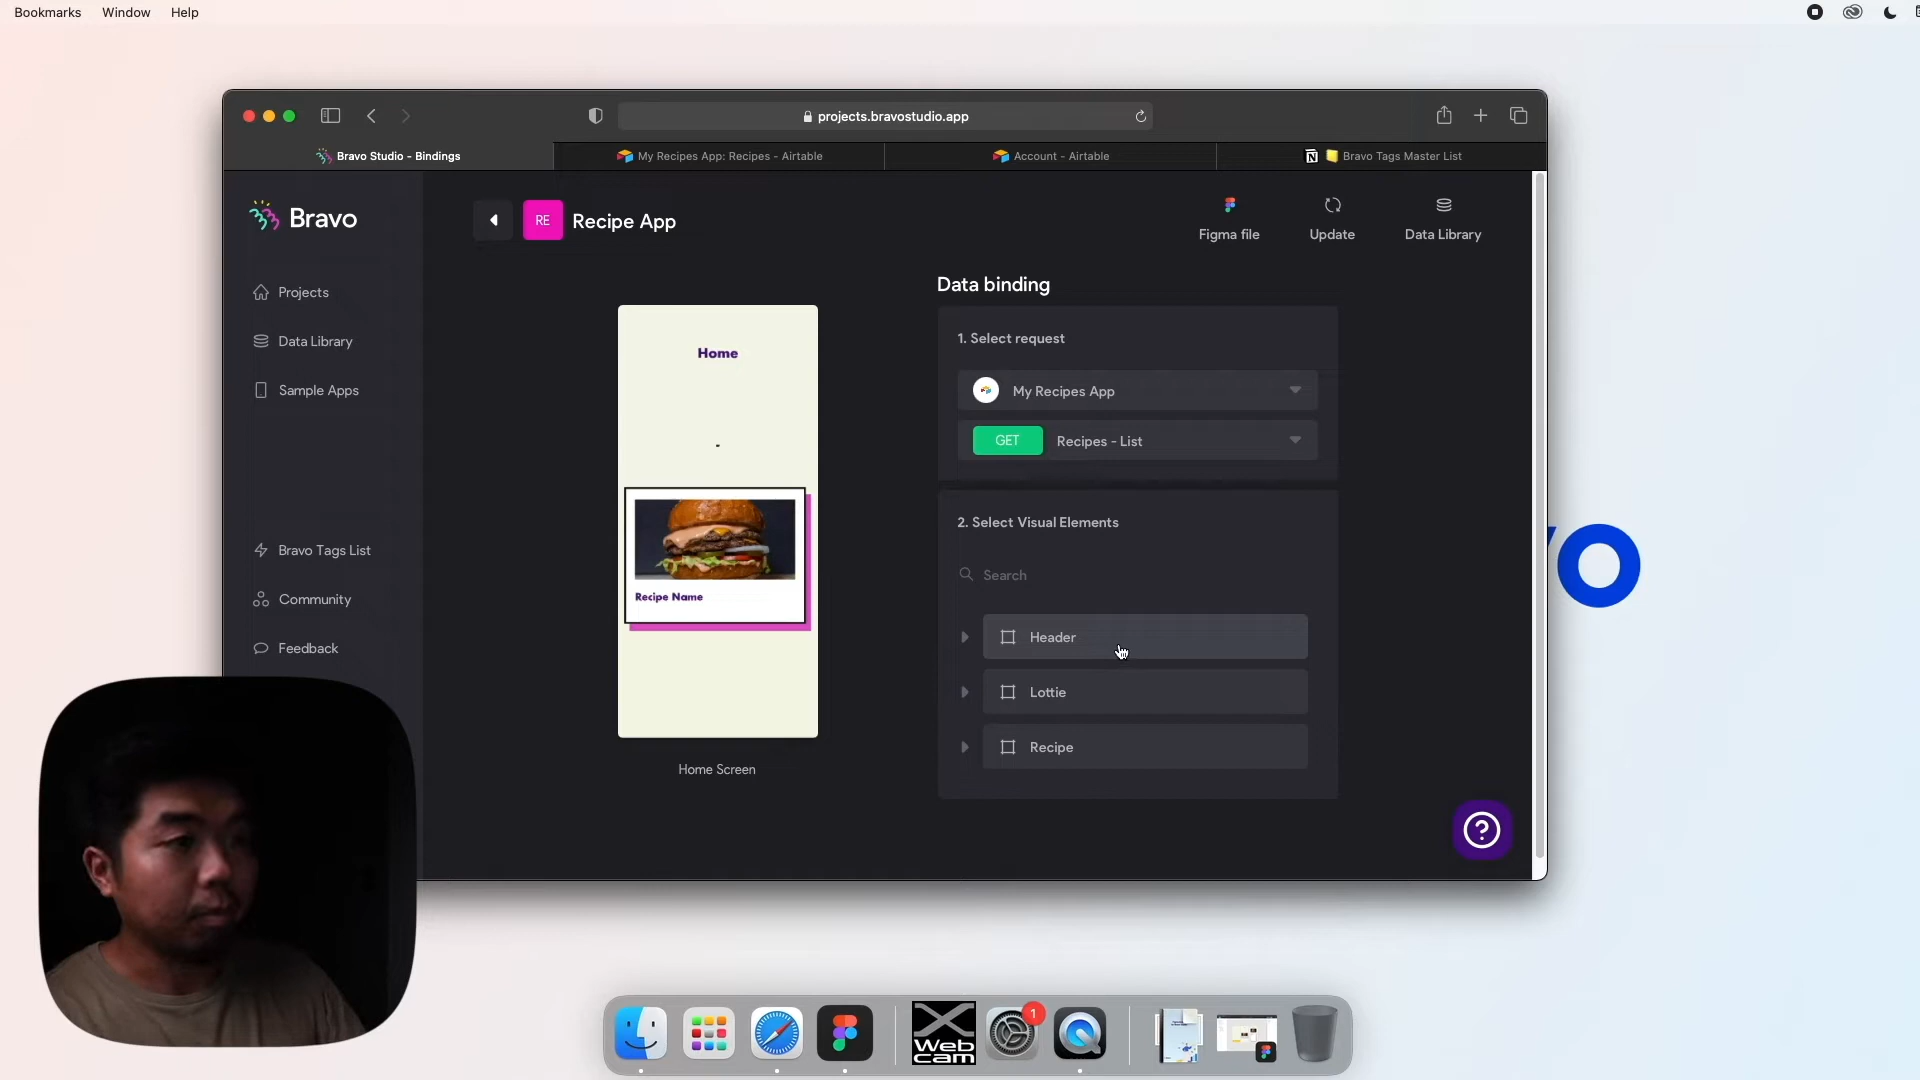 Bookmarks Window Help
projects.bravostudio.app
Bravo Studio - Bindings
My Recipes App: Recipes - Airtable
Account - Airtable
Bravo Tags Master List
Bravo
RE Recipe App
Figma file
Update
Data Library
Projects
Data Library
Sample Apps
Bravo Tags List
Community
Feedback
Home
-
Recipe Name
Home Screen
Data binding
1. Select request
My Recipes App
GET Recipes - List
2. Select Visual Elements
Search
Header
Lottie
Recipe
X
Web
cam
1